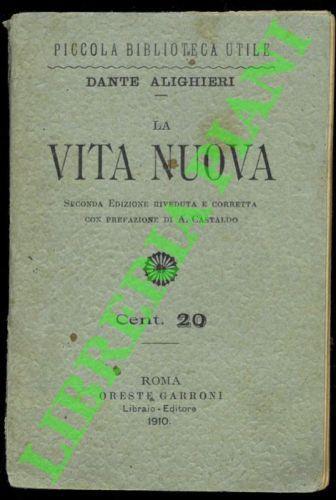 PICCOLA BIBLIOTECA UTILE
DANTE ALIGHIERI
LA
VITA NUOVA
SECONDA EDIZIONE RIVEDUTA E CORRETTA
CON PREFAZIONE DI A. CASTALDO
Cent. 20
ROMA
ORESTE GARRONI
Libraio-Editore
1910.
LIBRERIA PIANI